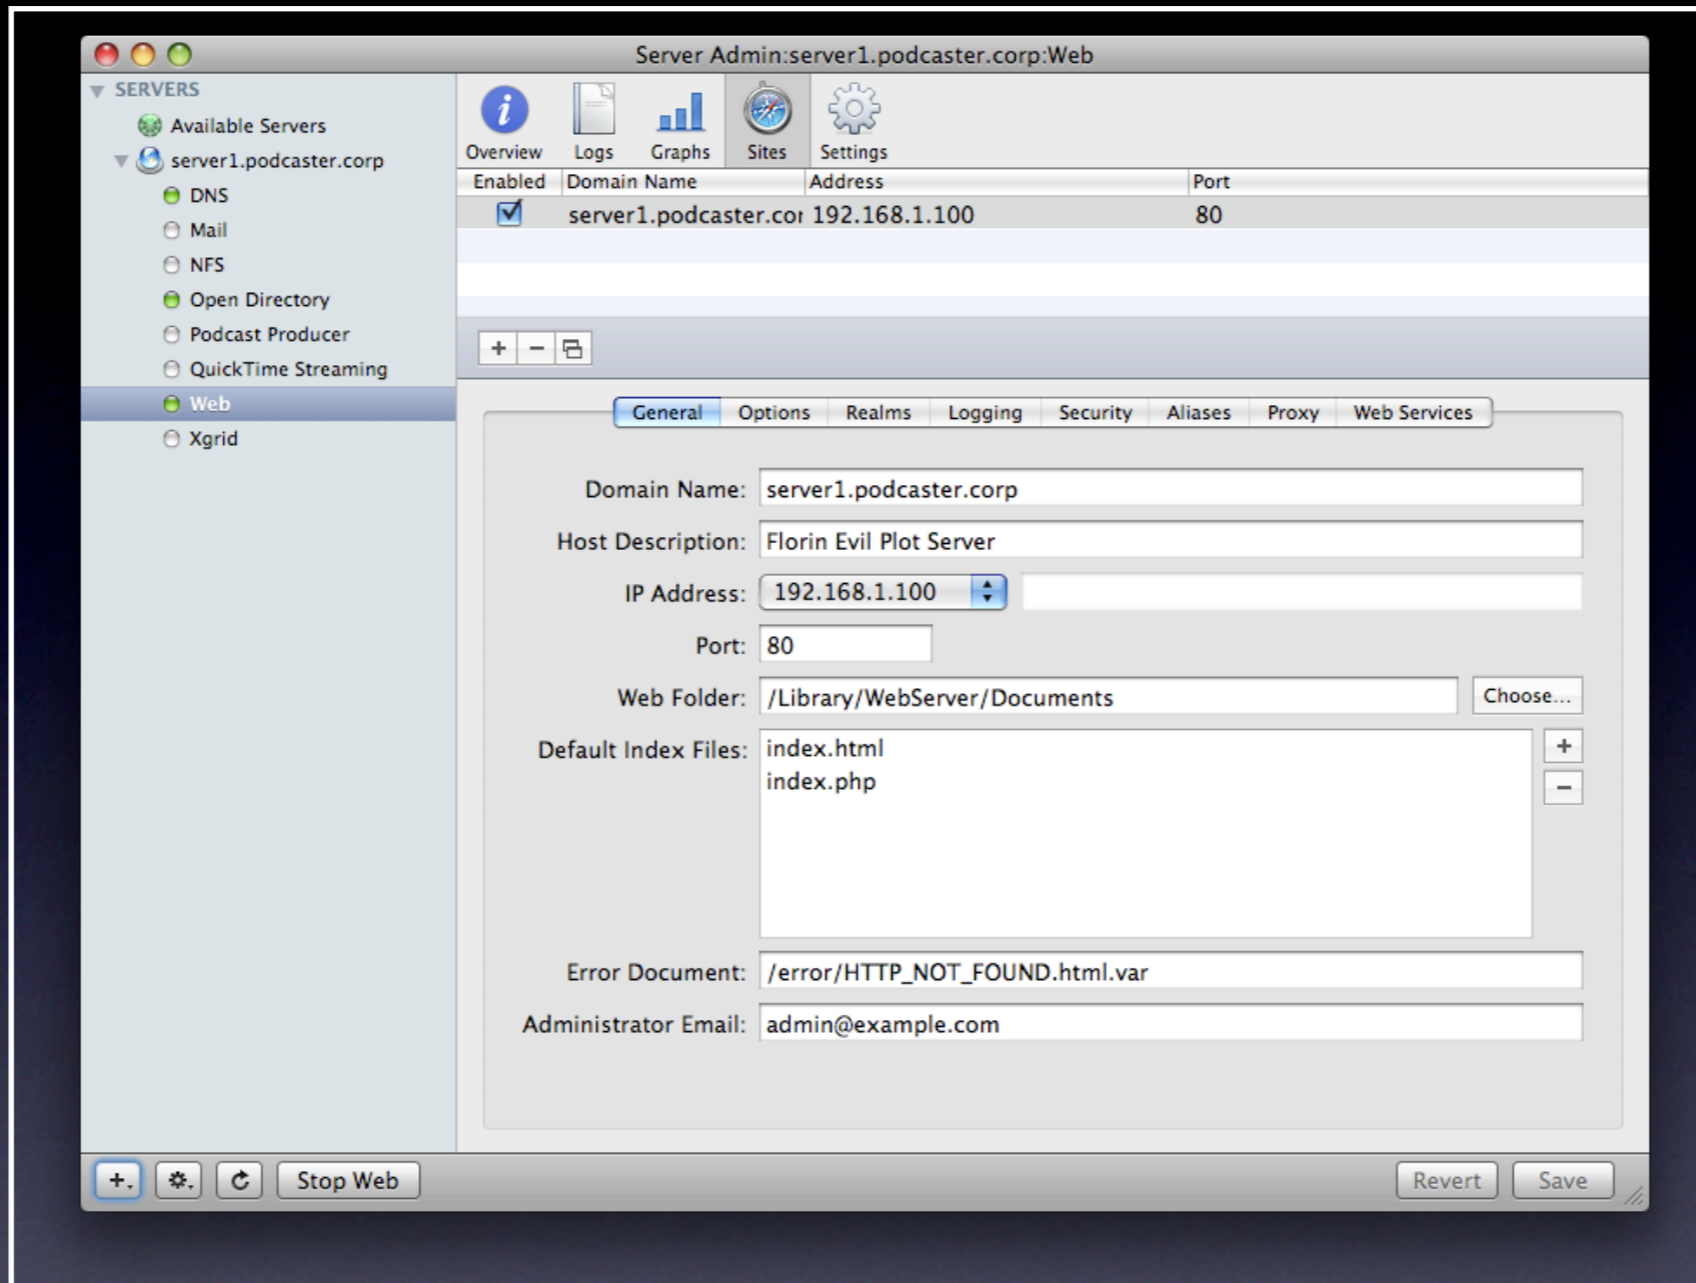 Server Admin:server1.podcaster.corp:Web
SERVERS
Available Servers
server1.podcaster.corp
DNS
Mail
NFS
Open Directory
Podcast Producer
QuickTime Streaming
Web
Xgrid
Overview Logs Graphs Sites Settings
Enabled Domain Name Address Port
server1.podcaster.cor 192.168.1.100 80
General Options Realms Logging Security Aliases Proxy Web Services
Domain Name: server1.podcaster.corp
Host Description: Florin Evil Plot Server
IP Address: 192.168.1.100
Port: 80
Web Folder: /Library/WebServer/Documents Choose...
Default Index Files: index.html
index.php
Error Document: /error/HTTP_NOT_FOUND.html.var
Administrator Email: admin@example.com
Stop Web Revert Save